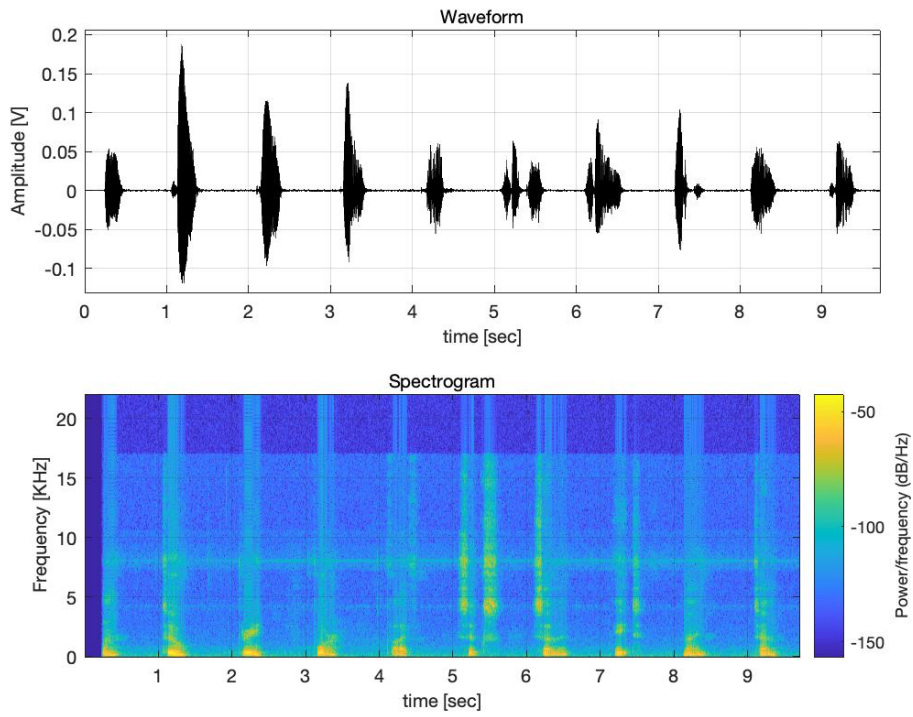 Waveform
0.2
0.15
0.1
0.05
0
-0.05
-0.1
Amplitude [V]
0 1 2 3 4 5 6 7 8 9
time [sec]
Spectrogram
20
15
10
5
0
Frequency [KHz]
1 2 3 4 5 6 7 8 9
time [sec]
-50
-100
-150
Power/frequency (dB/Hz)